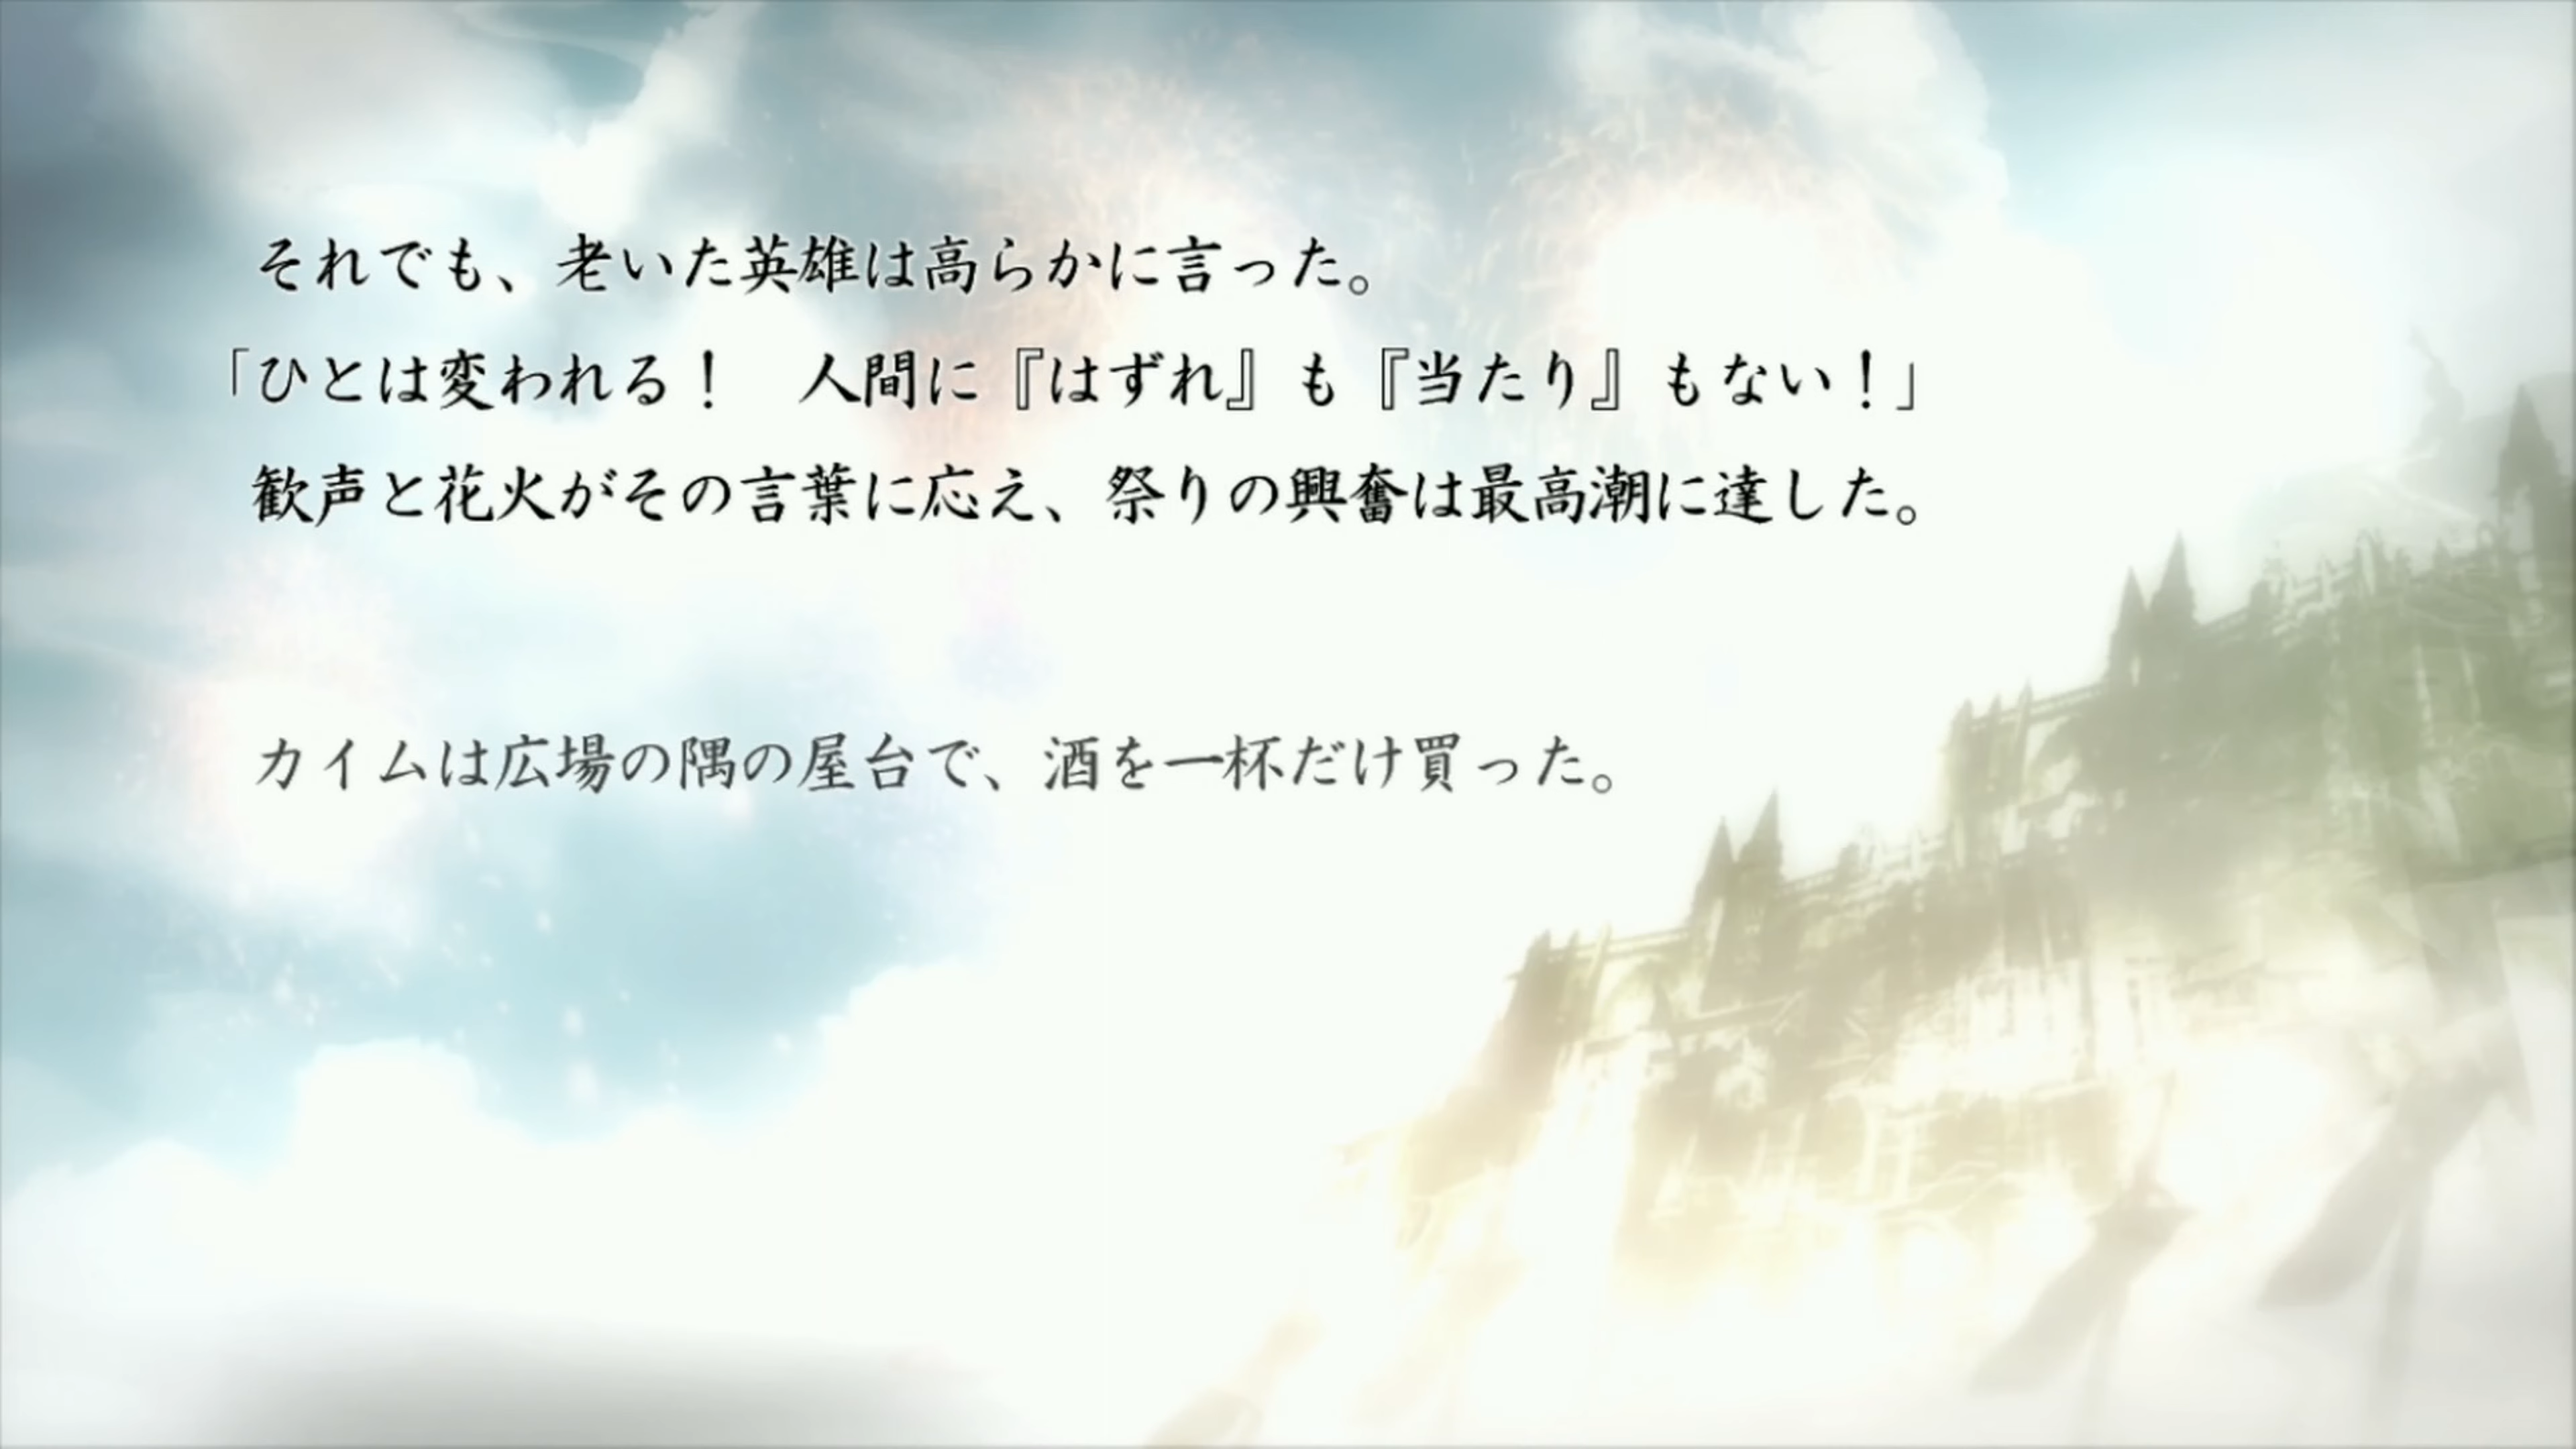 それでも、老いた英雄は高らかに言った。
「ひとは変われる！　人間に『はずれ』も『当たり』もない！」
歓声と花火がその言葉に応え、祭りの興奮は最高潮に達した。
カイムは広場の隅の屋台で、酒を一杯だけ買った。